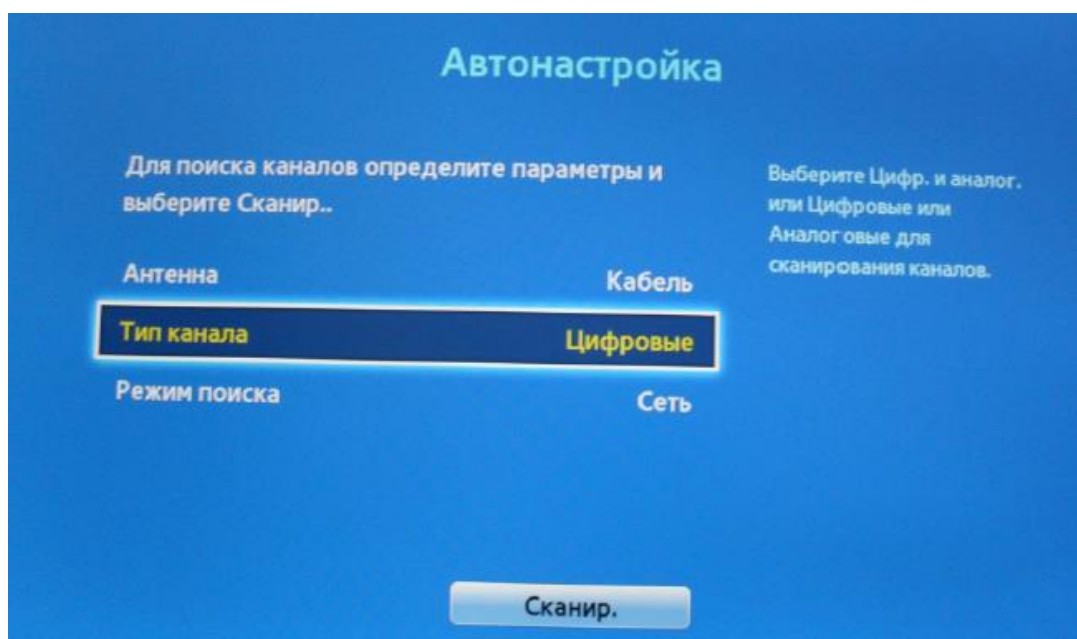 Автонастройка
Для поиска каналов определите параметры и
выберите Сканир..
Антенна Кабель
Тип канала Цифровые
Режим поиска Сеть
Выберите Цифр. и аналог.
или Цифровые или
Аналоговые для
сканирования каналов.
Сканир.